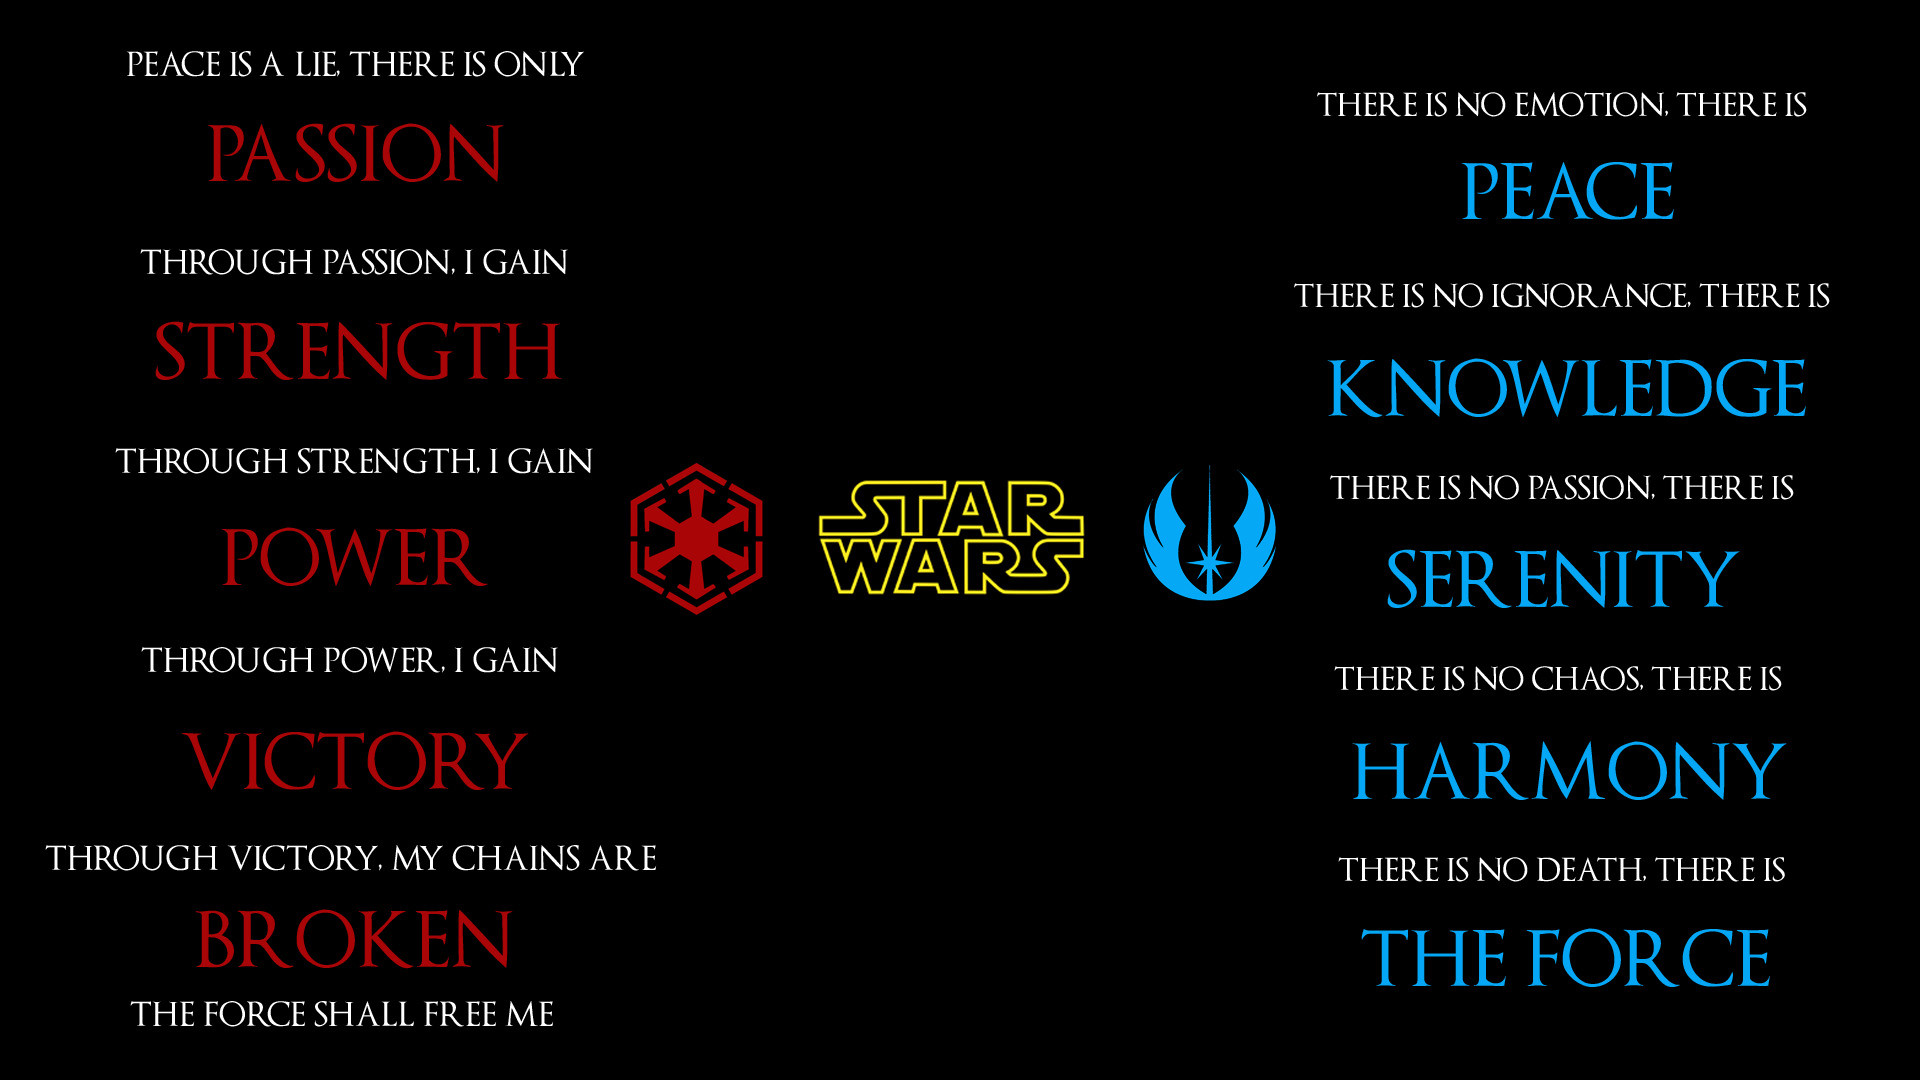 PEACE IS A LIE, THERE IS ONLY
PASSION
THROUGH PASSION, I GAIN
STRENGTH
THROUGH STRENGTH, I GAIN
POWER
THROUGH POWER, I GAIN
VICTORY
THROUGH VICTORY, MY CHAINS ARE
BROKEN
THE FORCE SHALL FREE ME
STAR
WARS
THERE IS NO EMOTION, THERE IS
PEACE
THERE IS NO IGNORANCE, THERE IS
KNOWLEDGE
THERE IS NO PASSION, THERE IS
SERENITY
THERE IS NO CHAOS, THERE IS
HARMONY
THERE IS NO DEATH, THERE IS
THE FORCE